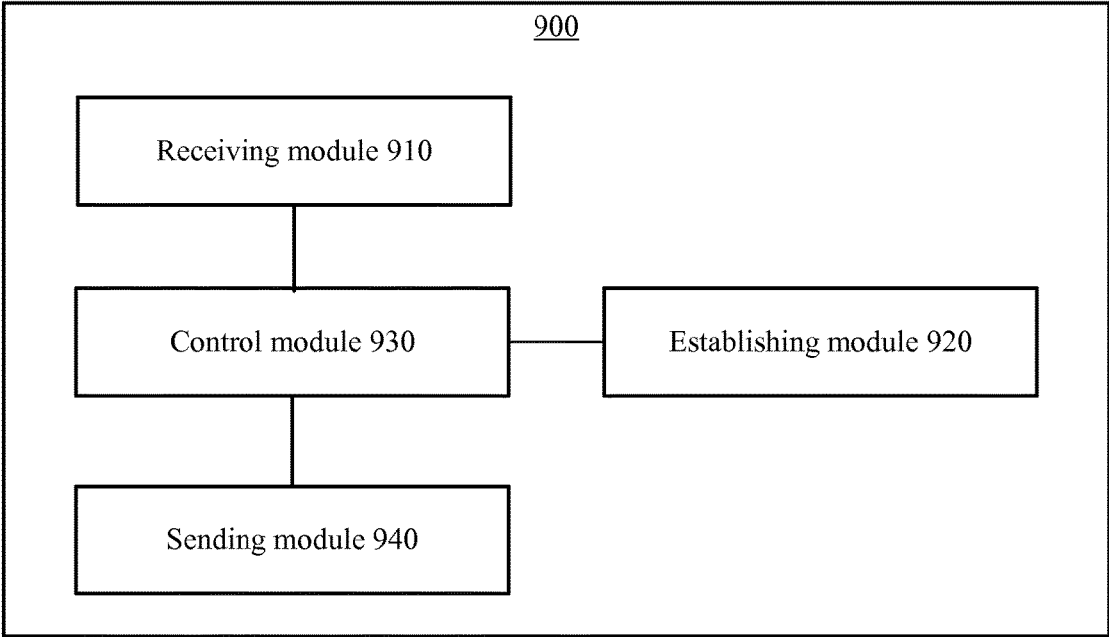 900
Receiving module 910
Control module 930
Establishing module 920
Sending module 940